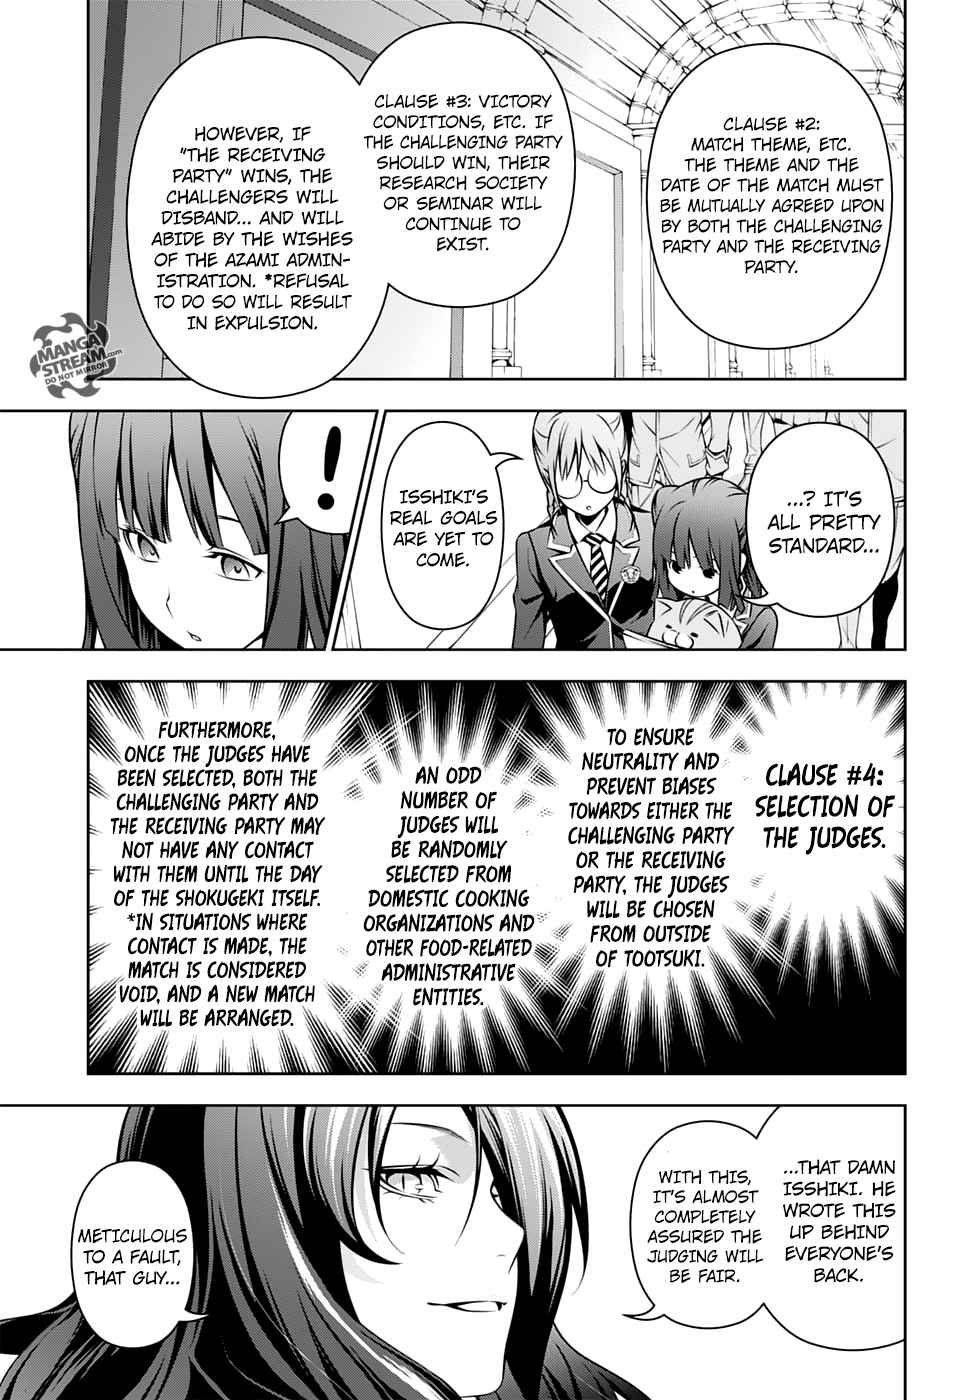 CLAUSE #2:
MATCH THEME, ETC.
THE THEME AND THE
DATE OF THE MATCH MUST
BE MUTUALLY AGREED UPON
BY BOTH THE CHALLENGING
PARTY AND THE RECEIVING
PARTY.
CLAUSE #3: VICTORY
CONDITIONS, ETC. IF
THE CHALLENGING PARTY
SHOULD WIN, THEIR
RESEARCH SOCIETY
OR SEMINAR WILL
CONTINUE TO
EXIST.
HOWEVER, IF
"THE RECEIVING
PARTY" WINS, THE
CHALLENGERS WILL
DISBAND... AND WILL
ABIDE BY THE WISHES
OF THE AZAMI ADMIN-
ISTRATION. *REFUSAL
TO DO SO WILL RESULT
IN EXPULSION.
MANGA
STREAM.com
DO NOT MIRROR!
...? IT'S
ALL PRETTY
STANDARD...
ISSHIKI'S
REAL GOALS
ARE YET TO
COME.
!
CLAUSE #4:
SELECTION OF
THE JUDGES.
TO ENSURE
NEUTRALITY AND
PREVENT BIASES
TOWARDS EITHER THE
CHALLENGING PARTY
OR THE RECEIVING
PARTY, THE JUDGES
WILL BE CHOSEN
FROM OUTSIDE
OF TOOTSUKI.
AN ODD
NUMBER OF
JUDGES WILL
BE RANDOMLY
SELECTED FROM
DOMESTIC COOKING
ORGANIZATIONS AND
OTHER FOOD-RELATED
ADMINISTRATIVE
ENTITIES.
FURTHERMORE,
ONCE THE JUDGES HAVE
BEEN SELECTED, BOTH THE
CHALLENGING PARTY AND
THE RECEIVING PARTY MAY
NOT HAVE ANY CONTACT
WITH THEM UNTIL THE DAY
OF THE SHOKUGEKI ITSELF.
*IN SITUATIONS WHERE
CONTACT IS MADE, THE
MATCH IS CONSIDERED
VOID, AND A NEW MATCH
WILL BE ARRANGED.
...THAT DAMN
ISSHIKI. HE
WROTE THIS
UP BEHIND
EVERYONE'S
BACK.
WITH THIS,
IT'S ALMOST
COMPLETELY
ASSURED THE
JUDGING WILL
BE FAIR.
METICULOUS
TO A FAULT,
THAT GUY...